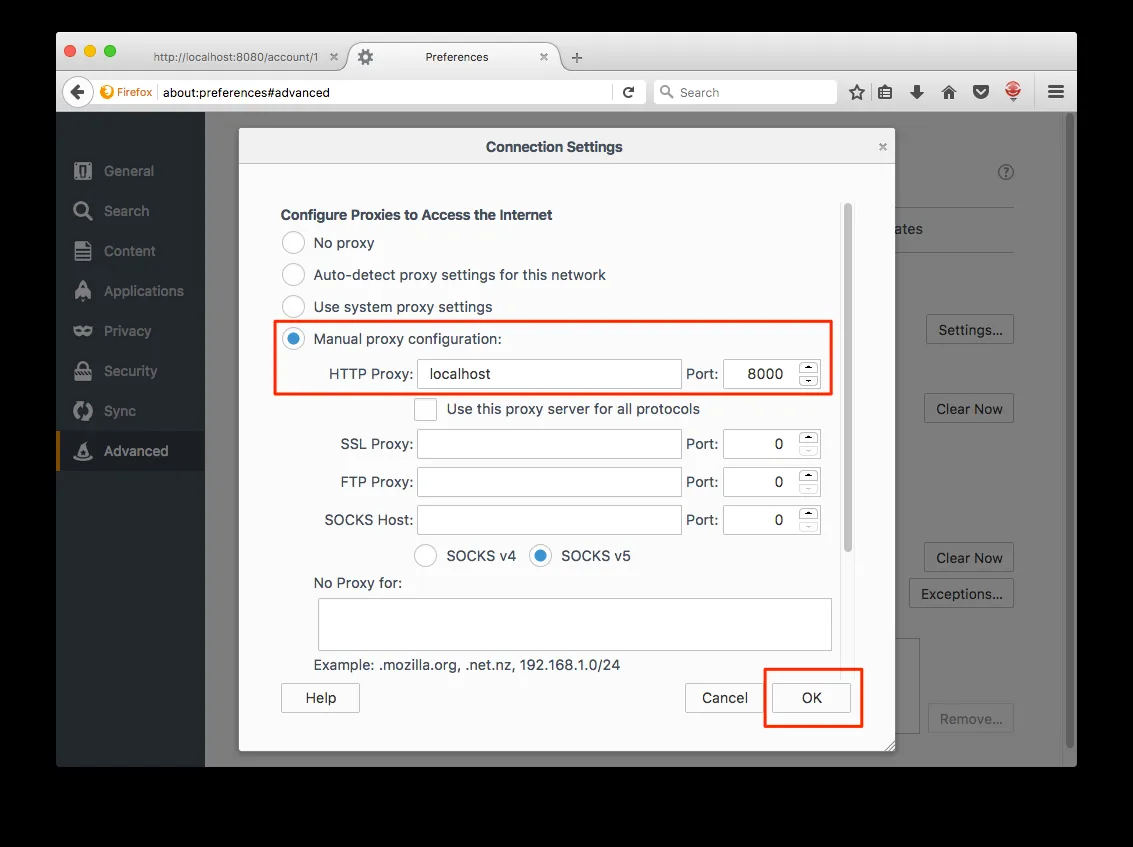 http://localhost:8080/account/1
Preferences
Firefox
about:preferences#advanced
Search
General
Search
Content
Applications
Privacy
Security
Sync
Advanced
Connection Settings
Configure Proxies to Access the Internet
No proxy
Auto-detect proxy settings for this network
Use system proxy settings
Manual proxy configuration:
HTTP Proxy: localhost Port: 8000
Use this proxy server for all protocols
SSL Proxy: Port: 0
FTP Proxy: Port: 0
SOCKS Host: Port: 0
SOCKS v4 SOCKS v5
No Proxy for:
Example: .mozilla.org, .net.nz, 192.168.1.0/24
Help Cancel OK
ates
Settings...
Clear Now
Clear Now
Exceptions...
Remove...